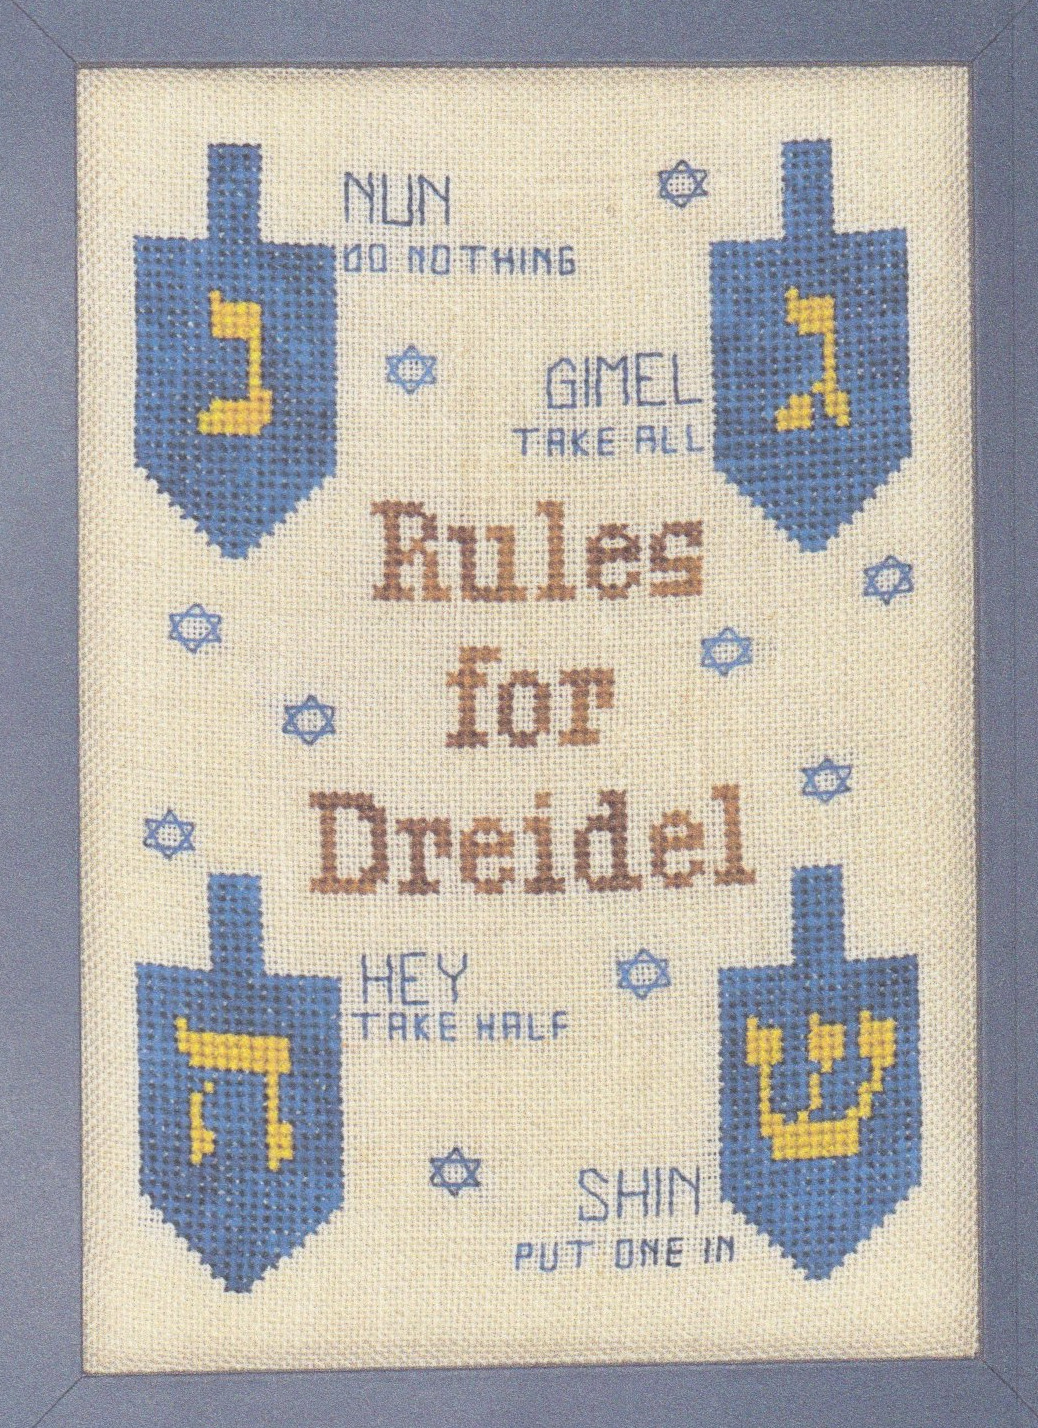 נ
NUN
DO NOTHING
ג
GIMEL
TAKE ALL
Rules
for
Dreidel
ה
HEY
TAKE HALF
ש
SHIN
PUT ONE IN